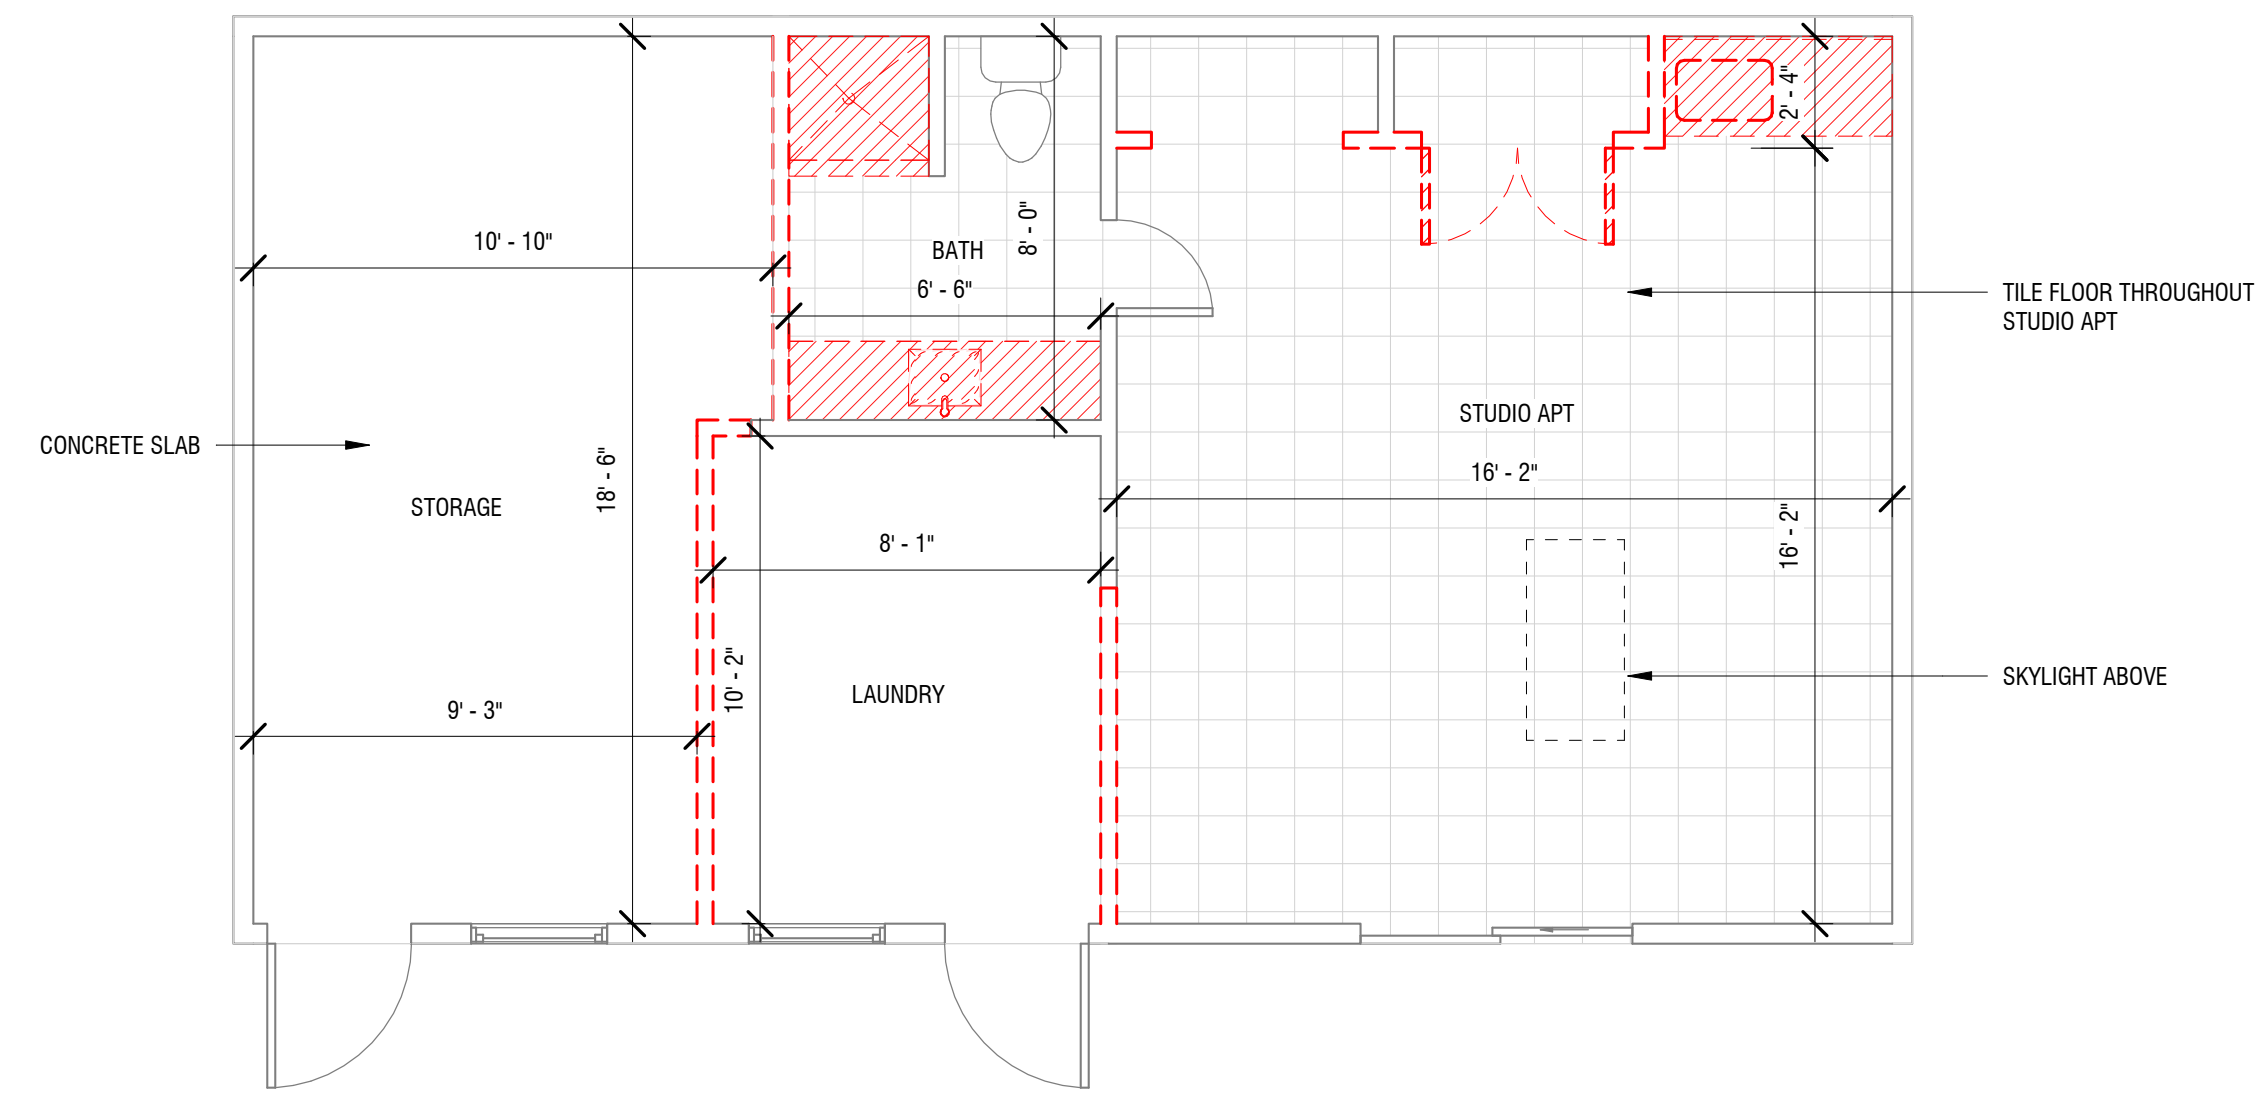 2' - 4"
10' - 10"
8' - 0"
BATH
6' - 6"
TILE FLOOR THROUGHOUT
STUDIO APT
STUDIO APT
CONCRETE SLAB
18' - 6"
16' - 2"
STORAGE
16' - 2"
8' - 1"
10' - 2"
SKYLIGHT ABOVE
LAUNDRY
9' - 3"